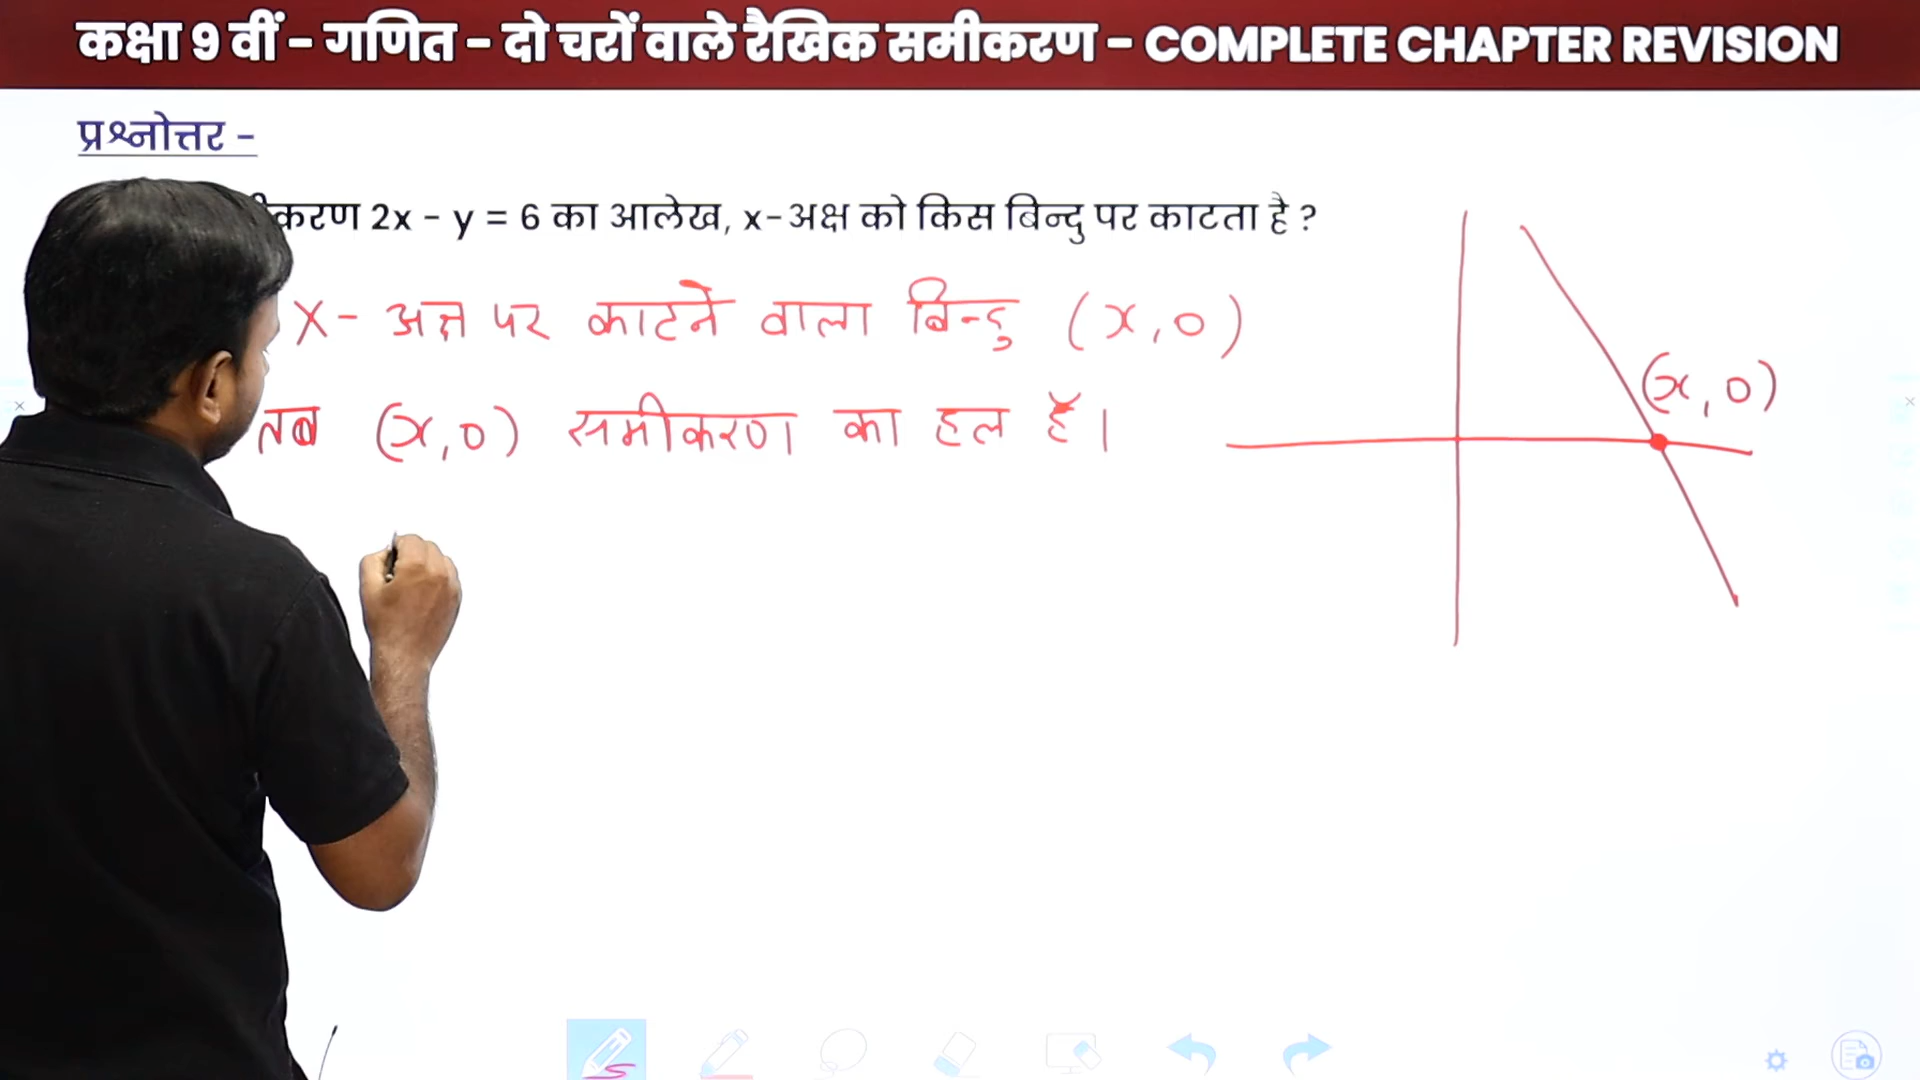 कक्षा 9 वीं - गणित - दो चरों वाले रैखिक समीकरण - COMPLETE CHAPTER REVISION
प्रश्नोत्तर -
करण 2x - y = 6 का आलेख, x-अक्ष को किस बिन्दु पर काटता है ?
x- अक्ष पर काटने वाला बिन्दु (x,0)
(x,0)
तब (x,0) समीकरण का हल है।